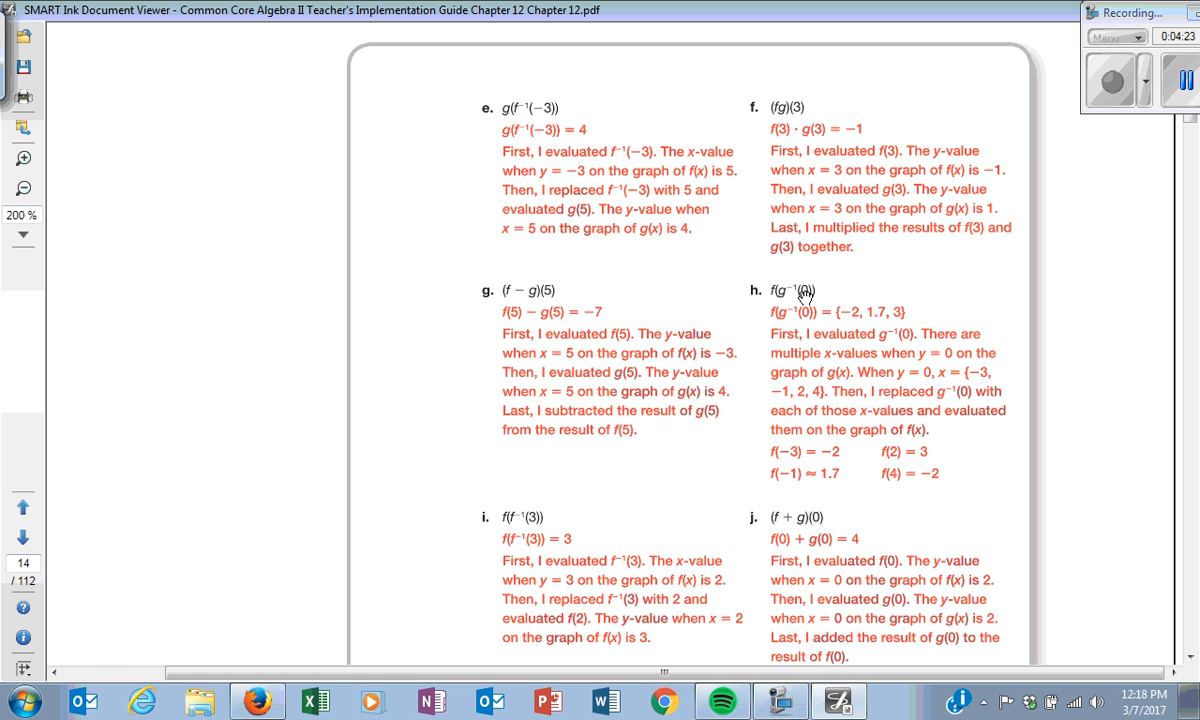 SMART Ink Document Viewer - Common Core Algebra II Teacher's Implementation Guide Chapter 12 Chapter 12.pdf
Recording...
Menu
0:04:23
200 %
14
/ 112
e. g(f⁻¹(−3))
g(f⁻¹(−3)) = 4
First, I evaluated f⁻¹(−3). The x-value
when y = −3 on the graph of f(x) is 5.
Then, I replaced f⁻¹(−3) with 5 and
evaluated g(5). The y-value when
x = 5 on the graph of g(x) is 4.
f. (fg)(3)
f(3) · g(3) = −1
First, I evaluated f(3). The y-value
when x = 3 on the graph of f(x) is −1.
Then, I evaluated g(3). The y-value
when x = 3 on the graph of g(x) is 1.
Last, I multiplied the results of f(3) and
g(3) together.
g. (f − g)(5)
f(5) − g(5) = −7
First, I evaluated f(5). The y-value
when x = 5 on the graph of f(x) is −3.
Then, I evaluated g(5). The y-value
when x = 5 on the graph of g(x) is 4.
Last, I subtracted the result of g(5)
from the result of f(5).
h. f(g⁻¹(0))
f(g⁻¹(0)) = {−2, 1.7, 3}
First, I evaluated g⁻¹(0). There are
multiple x-values when y = 0 on the
graph of g(x). When y = 0, x = {−3,
−1, 2, 4}. Then, I replaced g⁻¹(0) with
each of those x-values and evaluated
them on the graph of f(x).
f(−3) = −2 f(2) = 3
f(−1) ≈ 1.7 f(4) = −2
i. f(f⁻¹(3))
f(f⁻¹(3)) = 3
First, I evaluated f⁻¹(3). The x-value
when y = 3 on the graph of f(x) is 2.
Then, I replaced f⁻¹(3) with 2 and
evaluated f(2). The y-value when x = 2
on the graph of f(x) is 3.
j. (f + g)(0)
f(0) + g(0) = 4
First, I evaluated f(0). The y-value
when x = 0 on the graph of f(x) is 2.
Then, I evaluated g(0). The y-value
when x = 0 on the graph of g(x) is 2.
Last, I added the result of g(0) to the
result of f(0).
12:18 PM
3/7/2017